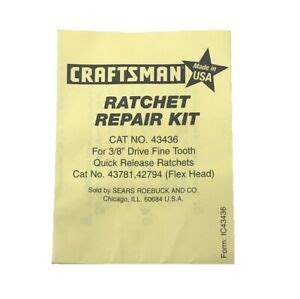 CRAFTSMAN
Made in
USA
RATCHET
REPAIR KIT
CAT NO. 43436
For 3/8" Drive Fine Tooth
Quick Release Ratchets
Cat No. 43781,42794 (Flex Head)
Sold by SEARS ROEBUCK AND CO.
Chicago, ILL. 60684 U.S.A.
Form: IC43436